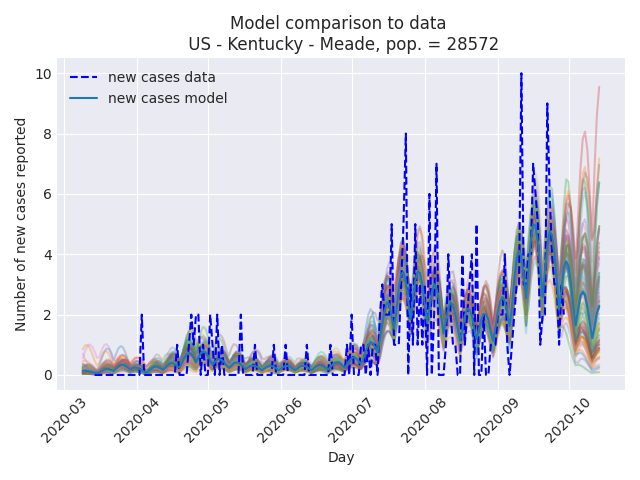 Model comparison to data
US - Kentucky - Meade, pop. = 28572
new cases data
new cases model
Number of new cases reported
10
8
6
4
2
0
2020-03
2020-04
2020-05
2020-06
2020-07
2020-08
2020-09
2020-10
Day